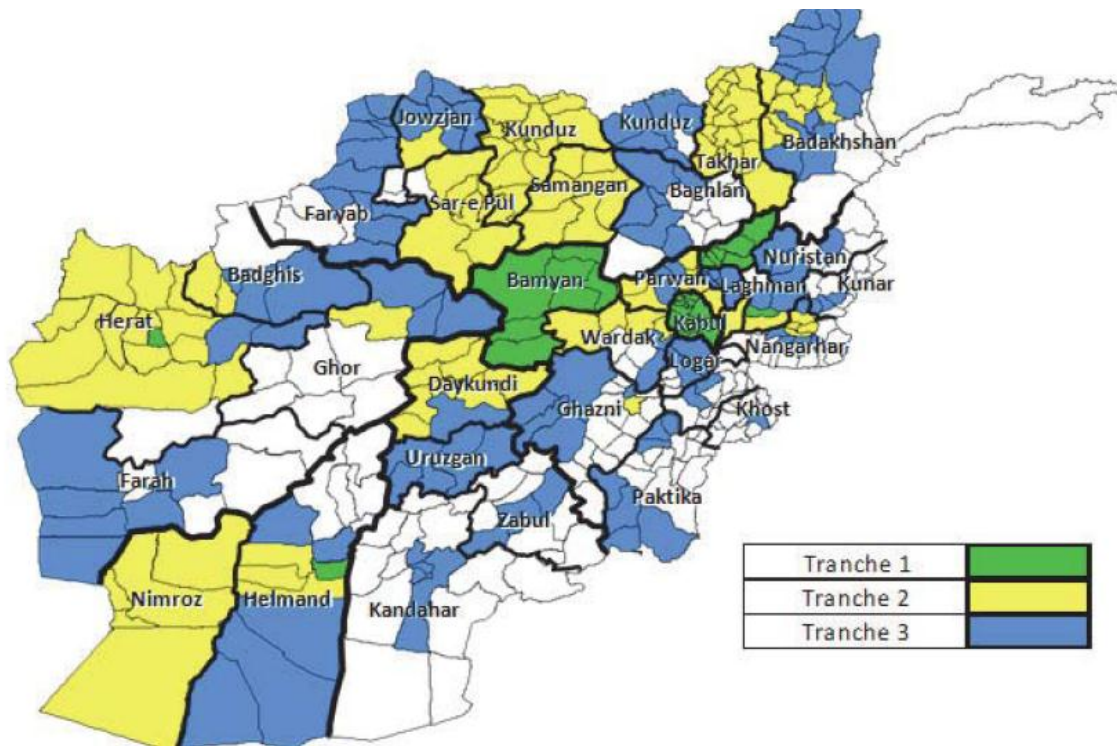 Jowzjan
Kunduz
Kunduz
Takhar
Badakhshan
Samangan
Baghlan
Sar-e Pul
Faryab
Badghis
Bamyan
Parwan
Nuristan
Laghman
Kunar
Herat
Kabul
Wardak
Nangarhar
Ghor
Logar
Daykundi
Ghazni
Khost
Uruzgan
Farah
Paktika
Zabul
Nimroz
Helmand
Kandahar
Tranche 1
Tranche 2
Tranche 3